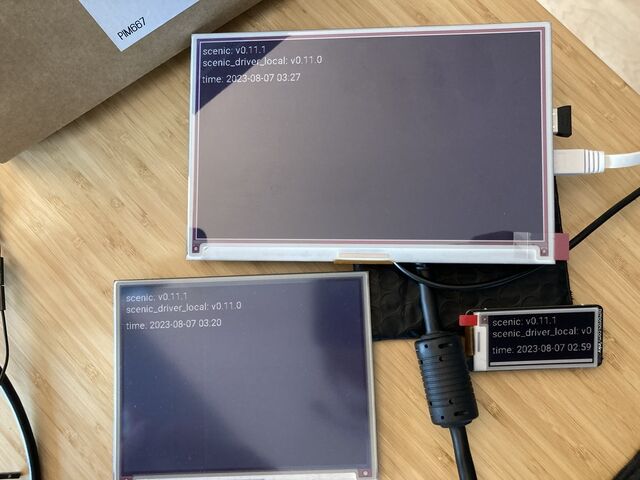 PIM667
scenic: v0.11.1
scenic_driver_local: v0.11.0
time: 2023-08-07 03:27
scenic: v0.11.1
scenic_driver_local: v0.11.0
time: 2023-08-07 03:20
scenic: v0.11.1
scenic_driver_local: v0
time: 2023-08-07 02:59